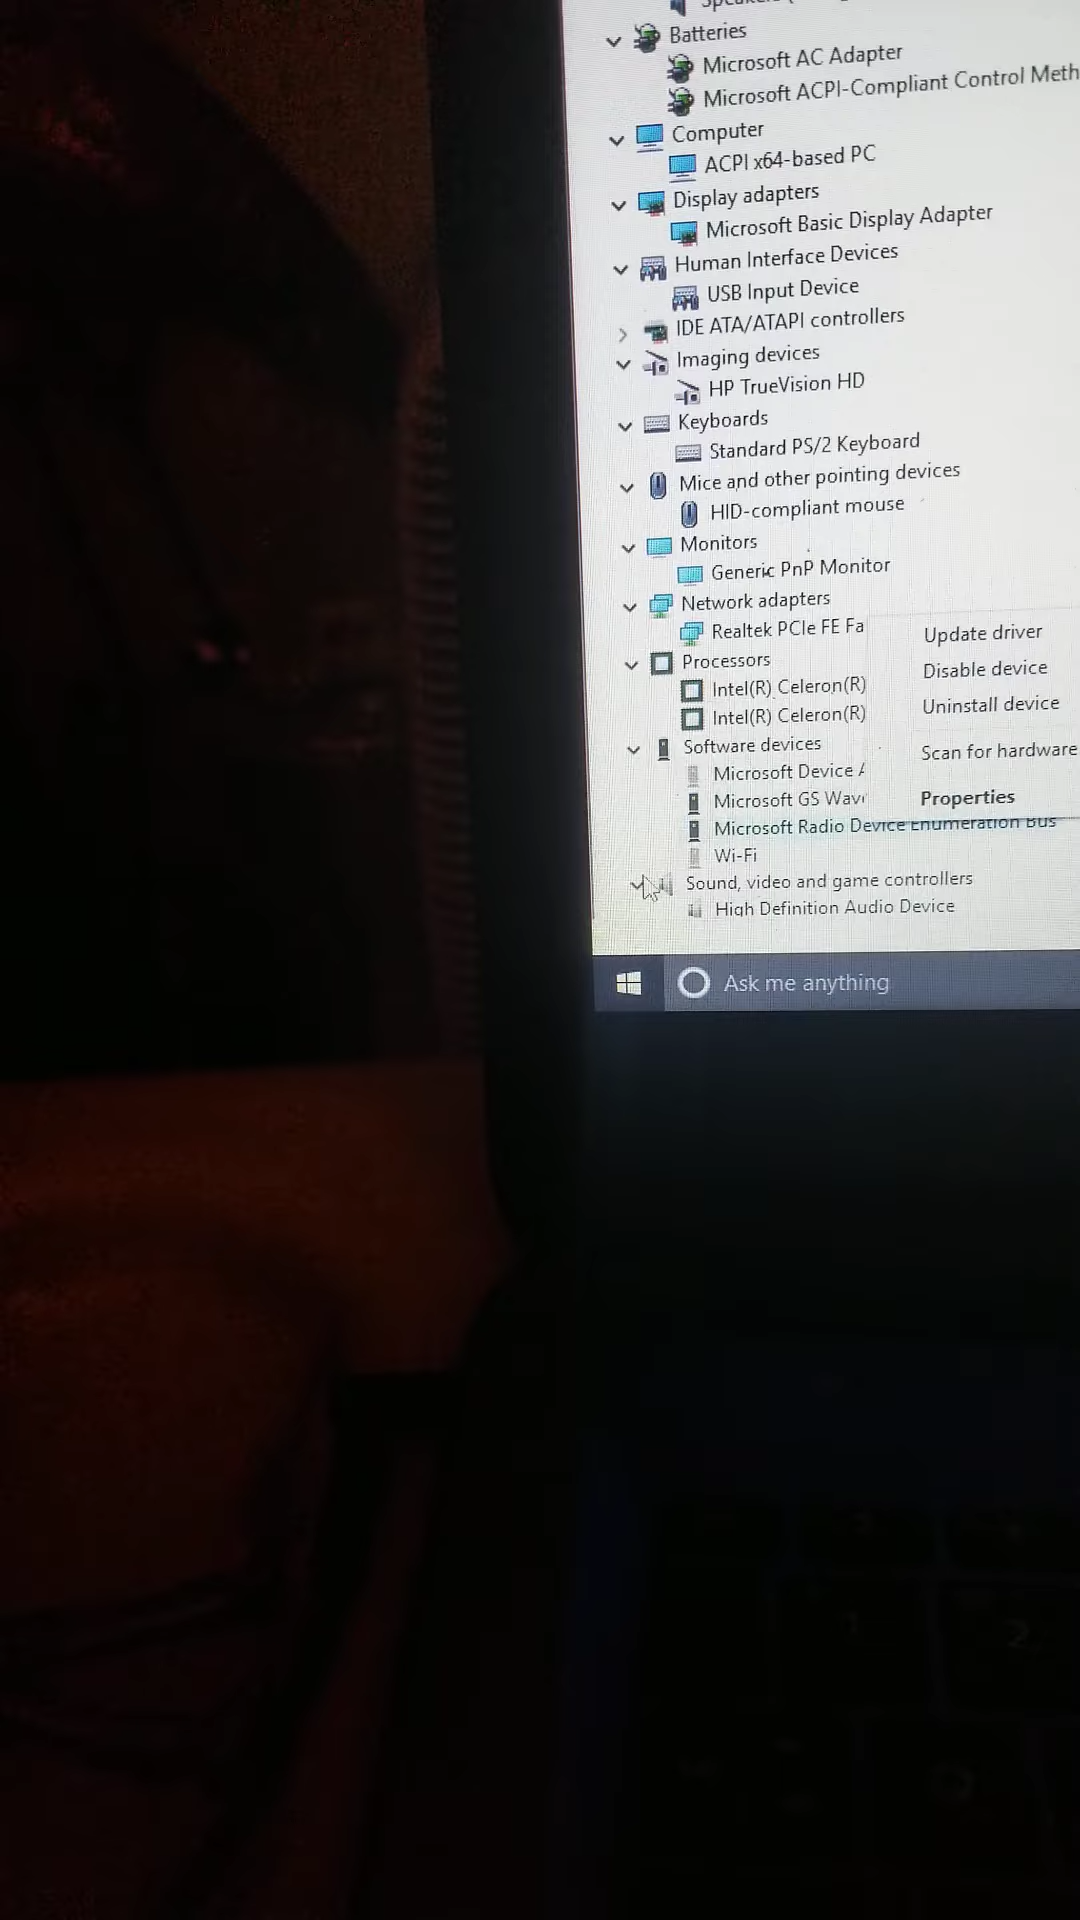 Batteries
Microsoft AC Adapter
Microsoft ACPI-Compliant Control Meth
Computer
ACPI x64-based PC
Display adapters
Microsoft Basic Display Adapter
Human Interface Devices
USB Input Device
IDE ATA/ATAPI controllers
Imaging devices
HP TrueVision HD
Keyboards
Standard PS/2 Keyboard
Mice and other pointing devices
HID-compliant mouse
Monitors
Generic PnP Monitor
Network adapters
Realtek PCIe FE Fa
Processors
Intel(R) Celeron(R)
Intel(R) Celeron(R)
Software devices
Microsoft Device A
Microsoft GS Wav
Microsoft Radio Device Enumeration Bus
Wi-Fi
Sound, video and game controllers
High Definition Audio Device
Update driver
Disable device
Uninstall device
Scan for hardware
Properties
Ask me anything